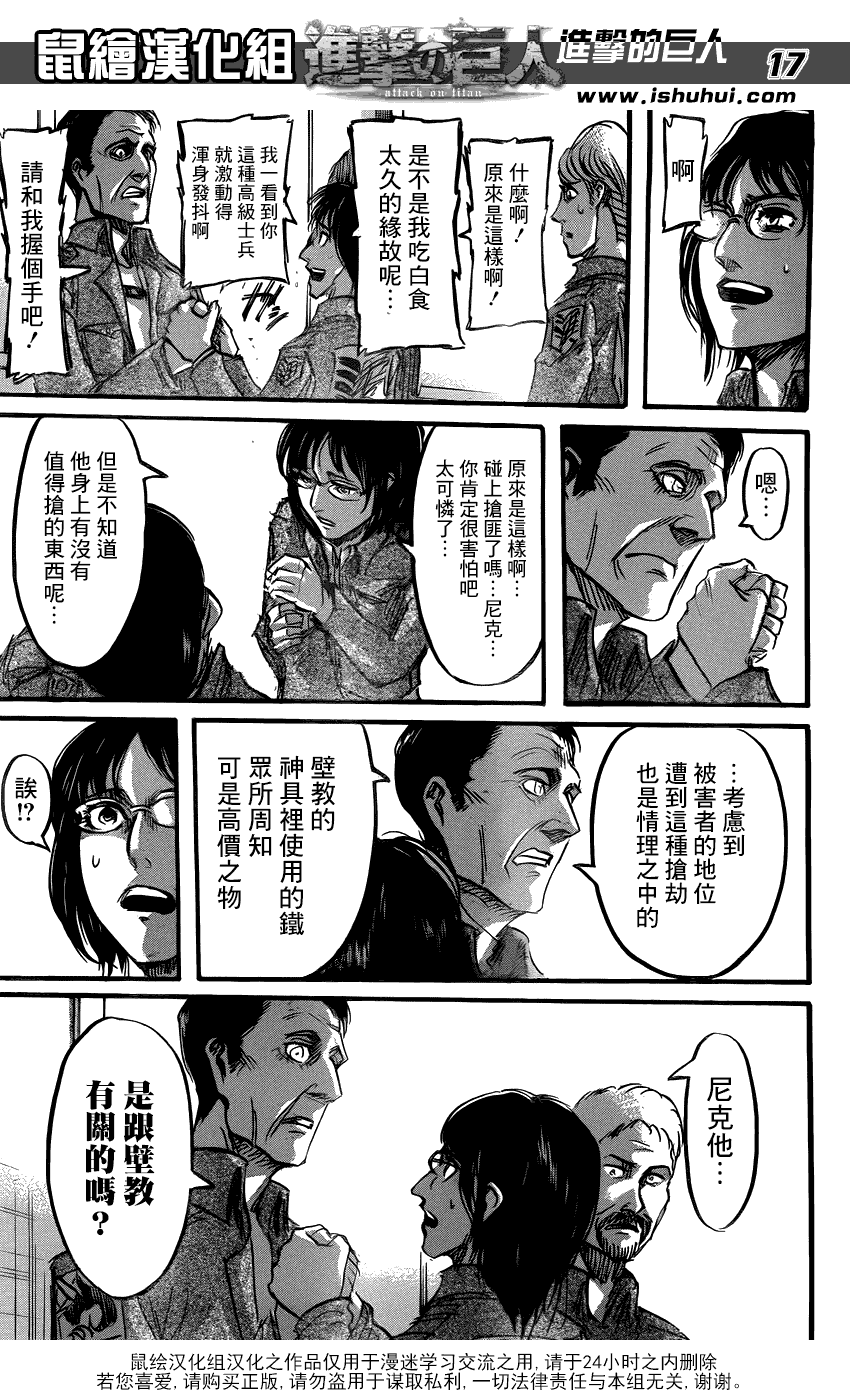 鼠繪漢化組
進撃の巨人
attack on titan
進擊的巨人
17
www.ishuhui.com
啊
什麼啊!
原來是這樣啊!
是不是我吃白食
太久的緣故呢…
我一看到你
這種高級士兵
就激動得
渾身發抖啊
請和我握個手吧!
嗯…
原來是這樣啊…
碰上搶匪了嗎…尼克…
你肯定很害怕吧
太可憐了…
但是不知道
他身上有沒有
值得搶的東西呢…
…考慮到
被害者的地位
遭到這種搶劫
也是情理之中的
壁教的
神具裡使用的鐵
眾所周知
可是高價之物
誒!?
尼克他…
是跟壁教
有關的嗎?
鼠绘汉化组汉化之作品仅用于漫迷学习交流之用, 请于24小时之内删除
若您喜爱, 请购买正版, 请勿盗用于谋取私利, 一切法律责任与本组无关, 谢谢。